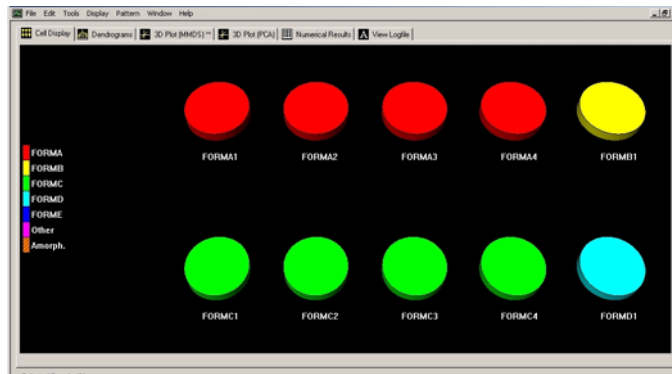 File Edit Tools Display Pattern Window Help
Cell Display Dendrograms 3D Plot (MMDS) ** 3D Plot (PCA) Numerical Results View Logfile
FORMA
FORMB
FORMC
FORMD
FORME
Other
Amorph.
FORMA1 FORMA2 FORMA3 FORMA4 FORMB1
FORMC1 FORMC2 FORMC3 FORMC4 FORMD1